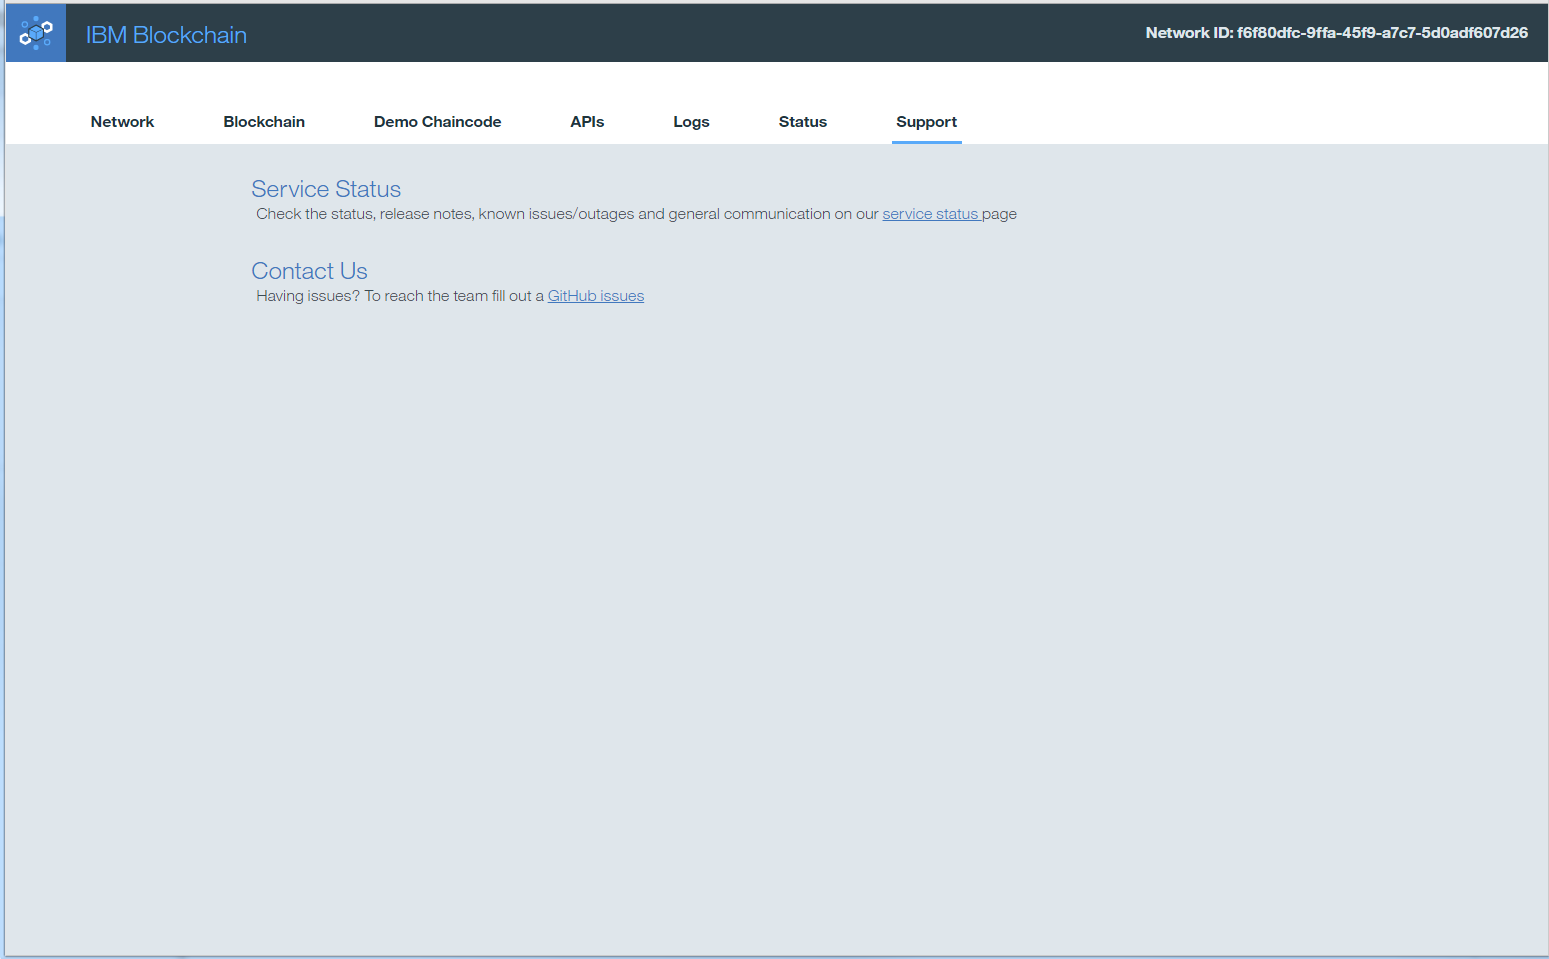 IBM Blockchain
Network ID: f6f80dfc-9ffa-45f9-a7c7-5d0adf607d26
Network Blockchain Demo Chaincode APIs Logs Status Support
Service Status
Check the status, release notes, known issues/outages and general communication on our service status page
Contact Us
Having issues? To reach the team fill out a GitHub issues